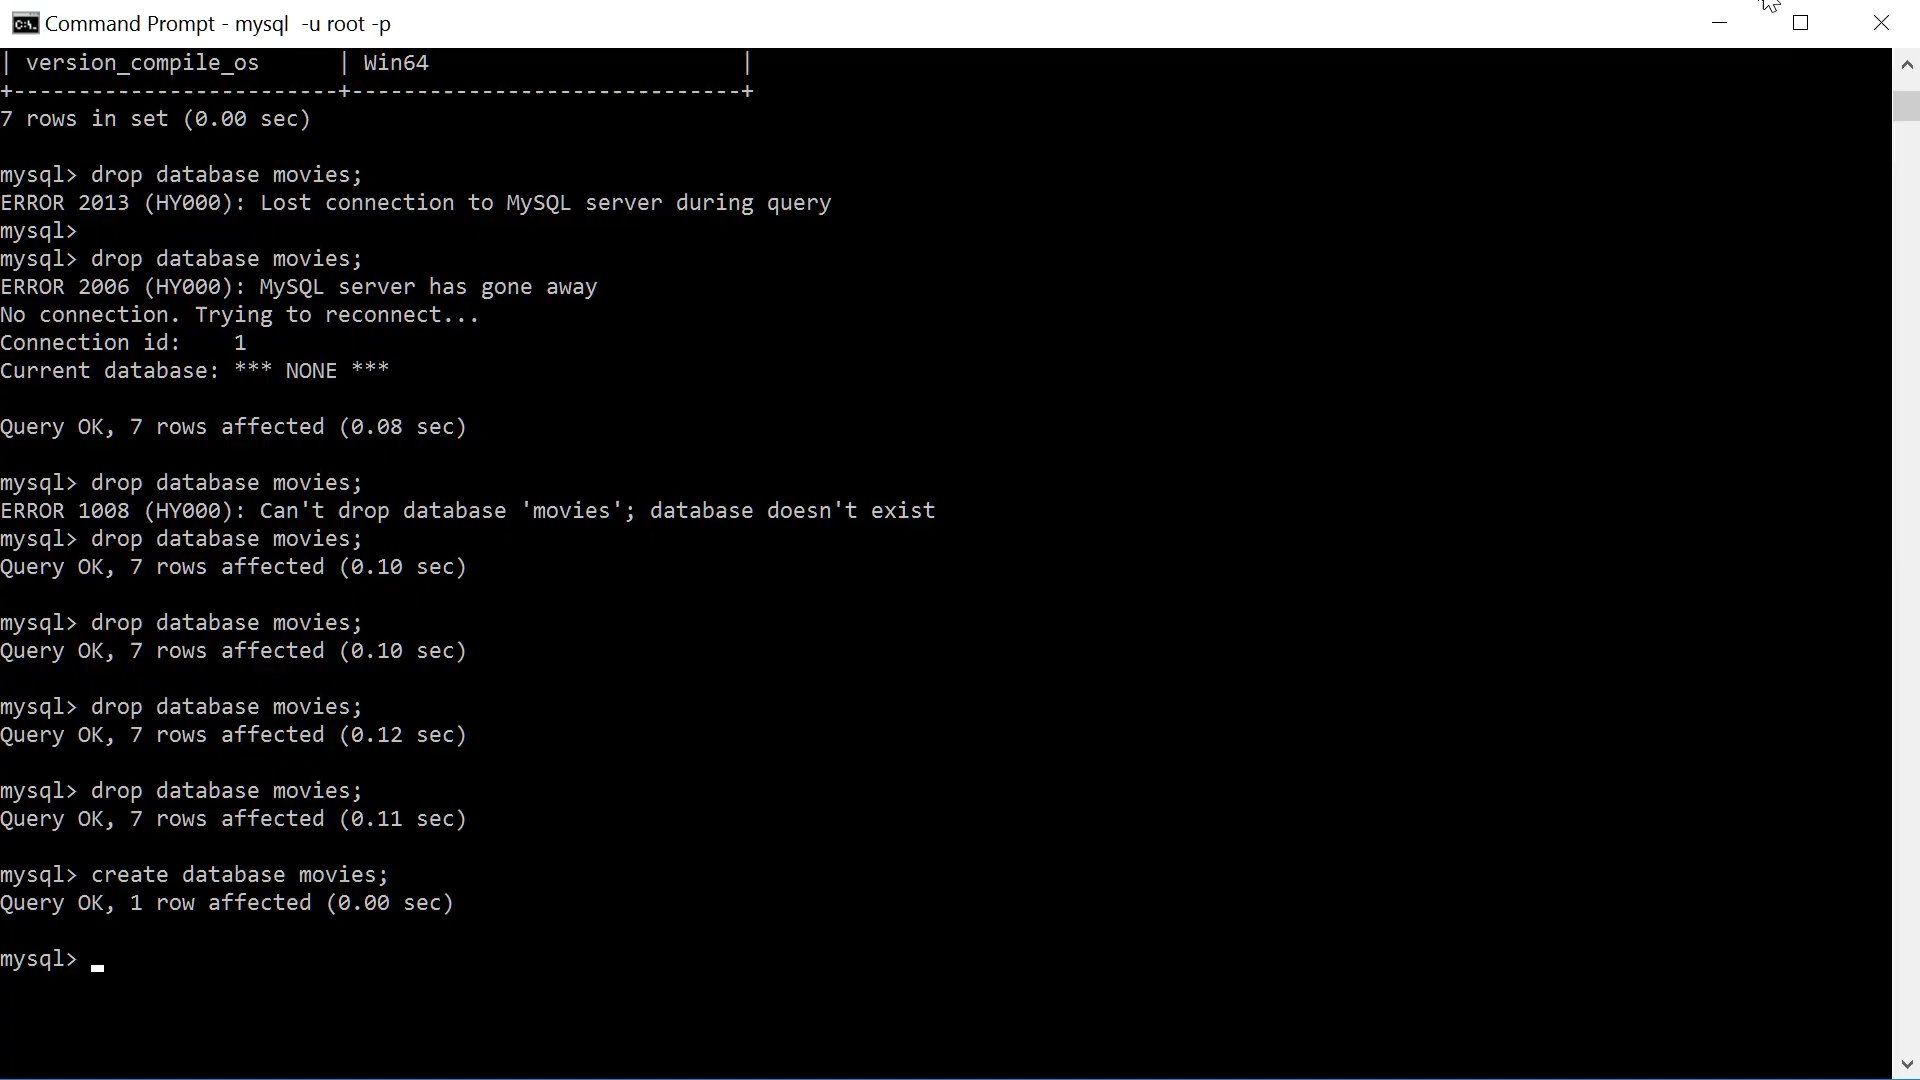 Command Prompt - mysql  -u root -p
| version_compile_os      | Win64                        |
+-------------------------+------------------------------+
7 rows in set (0.00 sec)
mysql> drop database movies;
ERROR 2013 (HY000): Lost connection to MySQL server during query
mysql>
mysql> drop database movies;
ERROR 2006 (HY000): MySQL server has gone away
No connection. Trying to reconnect...
Connection id:    1
Current database: *** NONE ***
Query OK, 7 rows affected (0.08 sec)
mysql> drop database movies;
ERROR 1008 (HY000): Can't drop database 'movies'; database doesn't exist
mysql> drop database movies;
Query OK, 7 rows affected (0.10 sec)
mysql> drop database movies;
Query OK, 7 rows affected (0.10 sec)
mysql> drop database movies;
Query OK, 7 rows affected (0.12 sec)
mysql> drop database movies;
Query OK, 7 rows affected (0.11 sec)
mysql> create database movies;
Query OK, 1 row affected (0.00 sec)
mysql>